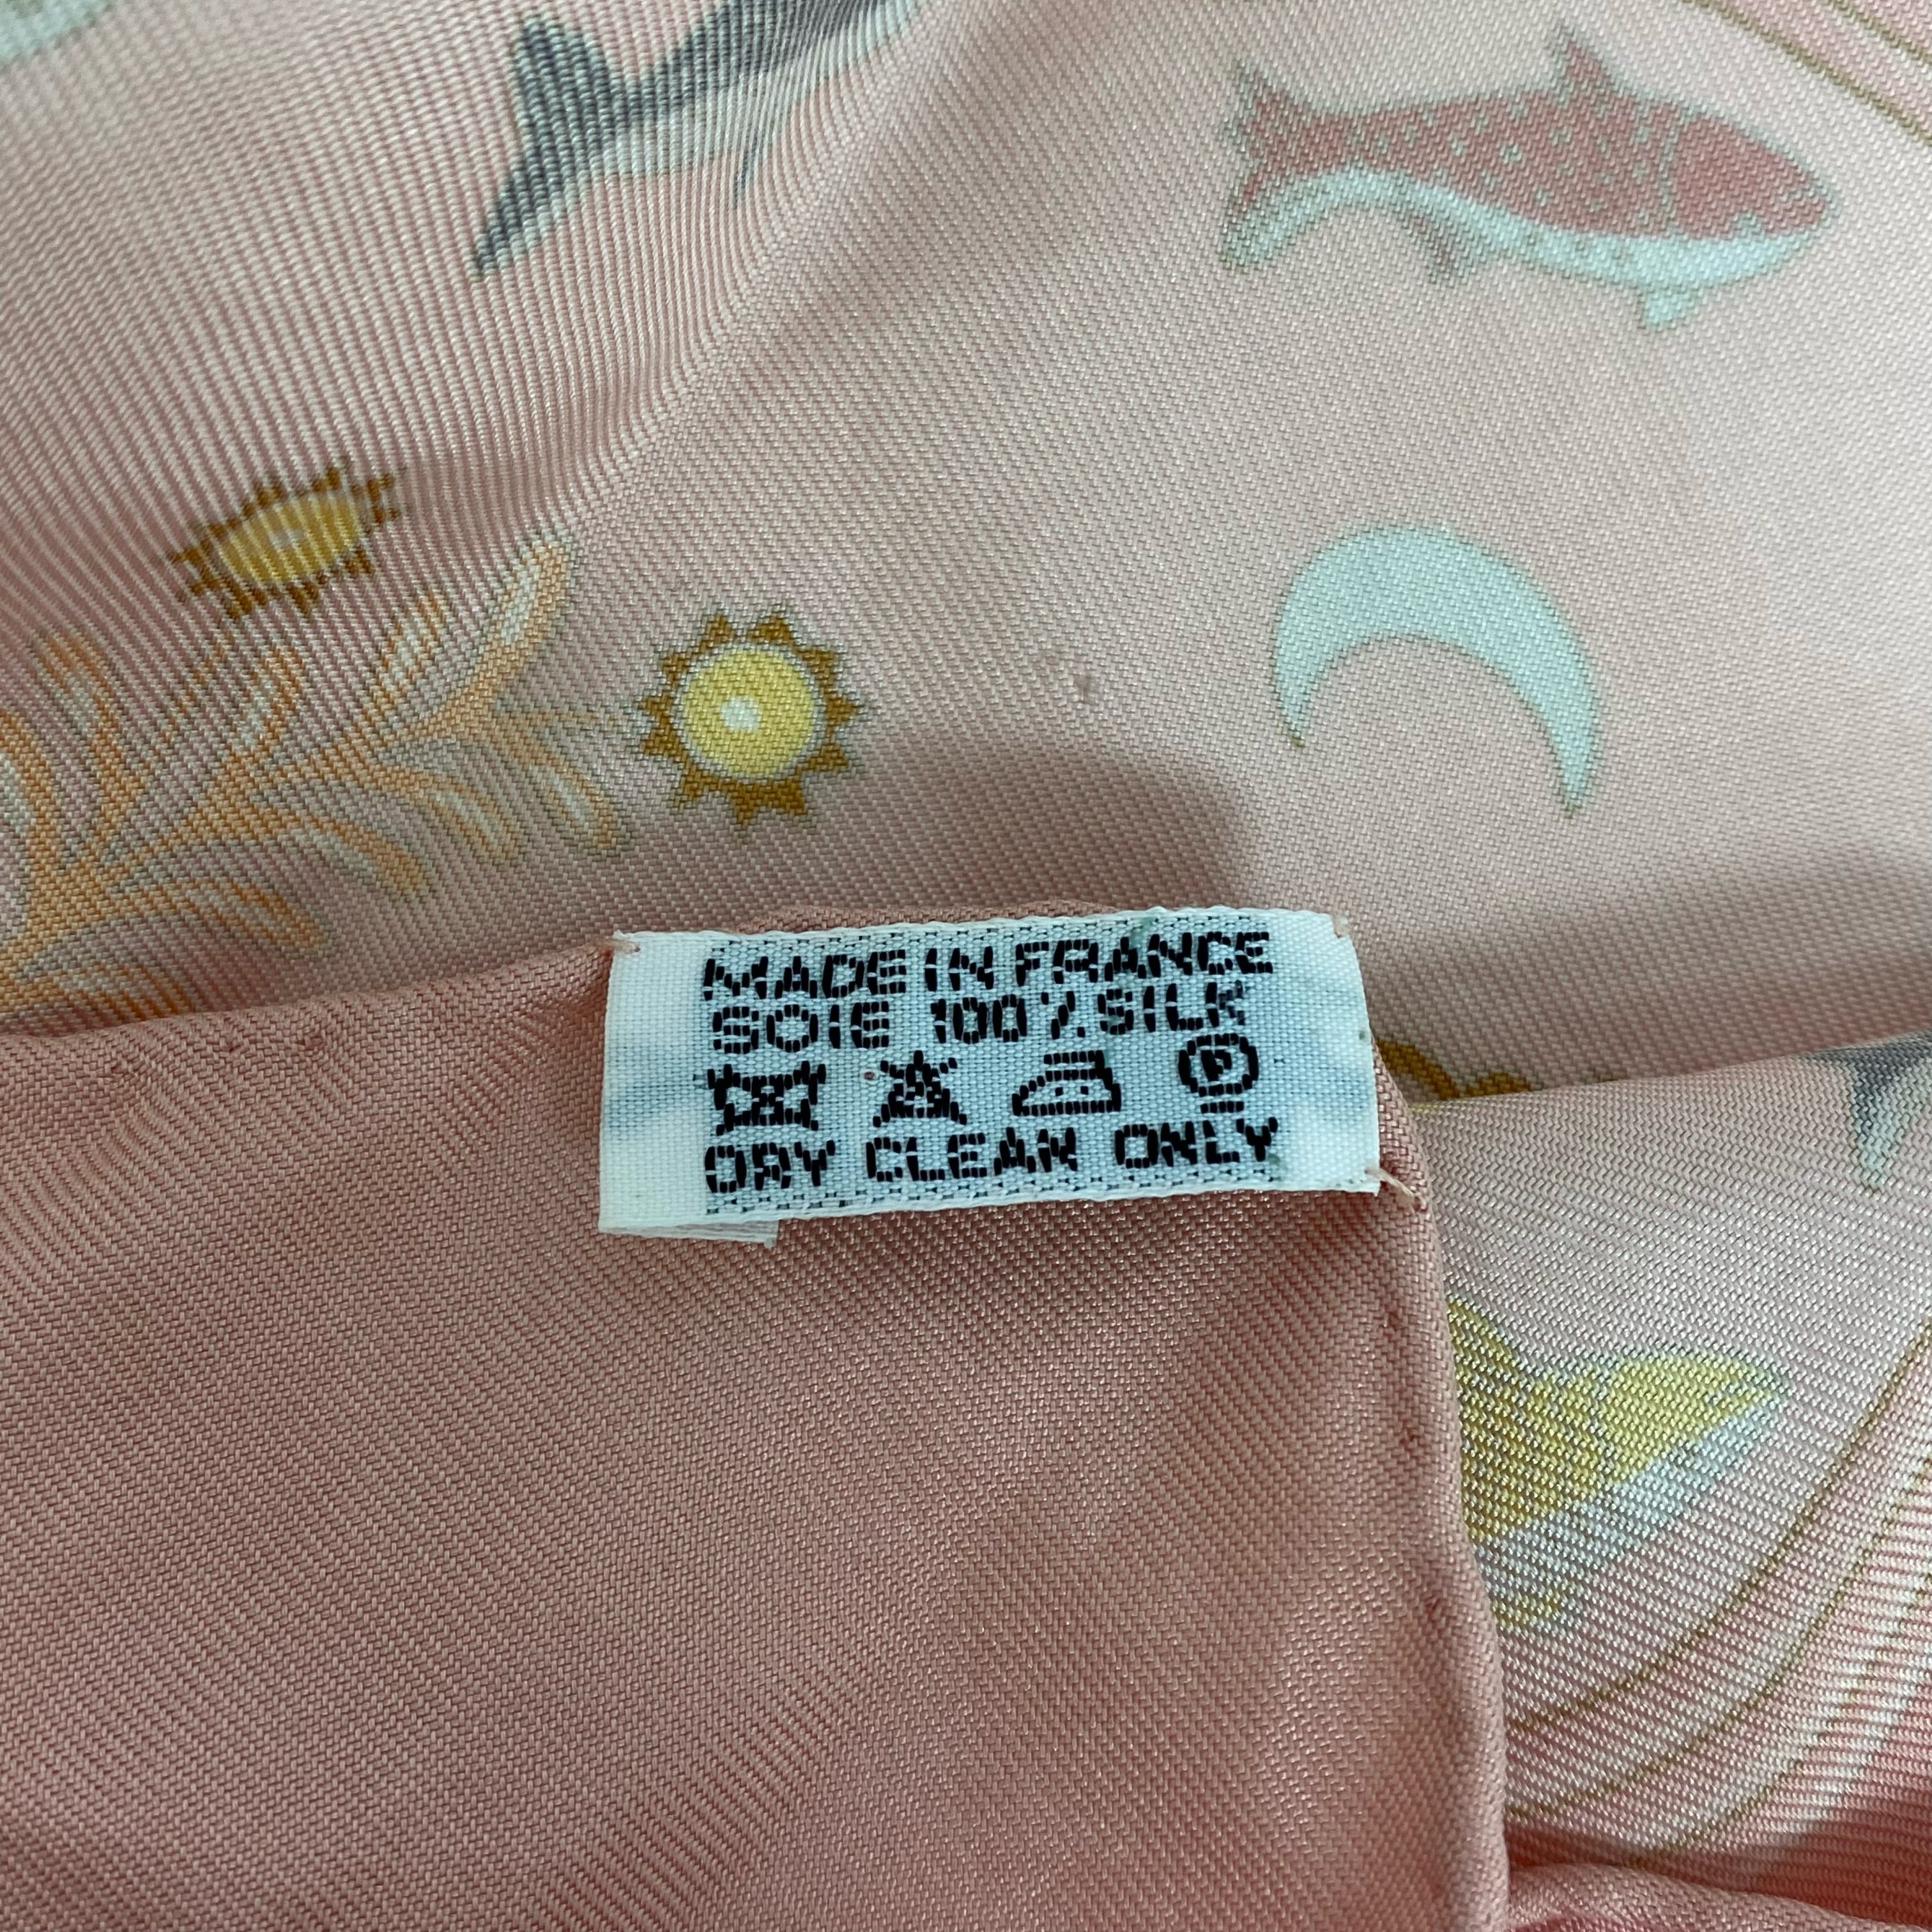 MADE IN FRANCE
SOIE 100% SILK
P
DRY CLEAN ONLY